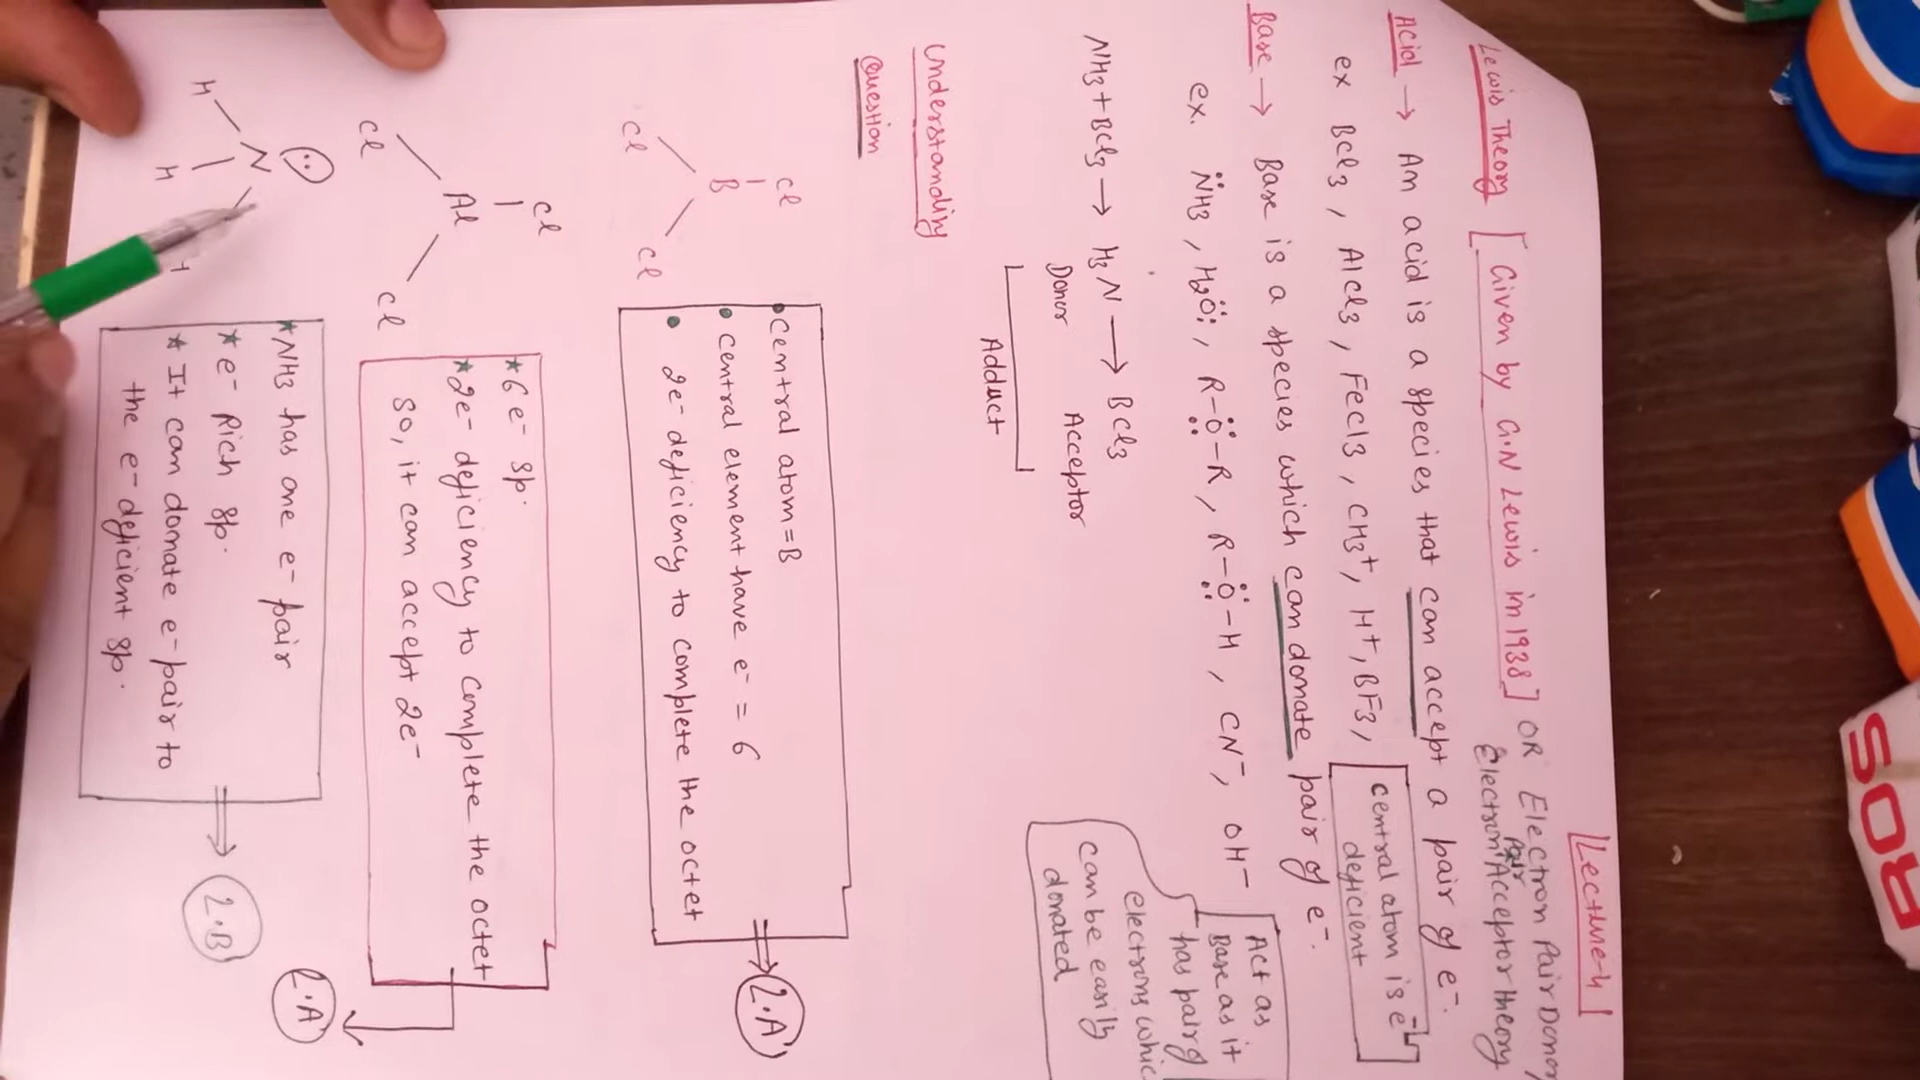 Lecture-4
Lewis Theory [Given by G.N Lewis in 1938] OR Electron Pair Donor
Electron Pair Acceptor theory
Acid → An acid is a species that can accept a pair of e-.
ex BCl3, AlCl3, FeCl3, CH3+, H+, BF3,
central atom is e-
deficient
Base → Base is a species which can donate pair of e-.
ex. NH3, H2O, R-O-R, R-O-H, CN-, OH-
Act as
Base as it
has pair of
electrons
can be easily
donated
NH3+BCl3 → H3N → BCl3
Donor Acceptor
Adduct
Understanding
Question
Cl
B
Cl Cl
• Central atom = B
• central element have e- = 6
• 2e- deficiency to complete the octet
L.A
Cl
Al
Cl Cl
* 6 e- sp.
* 2e- deficiency to complete the octet
so, it can accept 2e-
L.A
N
H H
* NH3 has one e- pair
* e- Rich sp.
* It can donate e- pair to
the e- deficient sp.
L.B
ROS